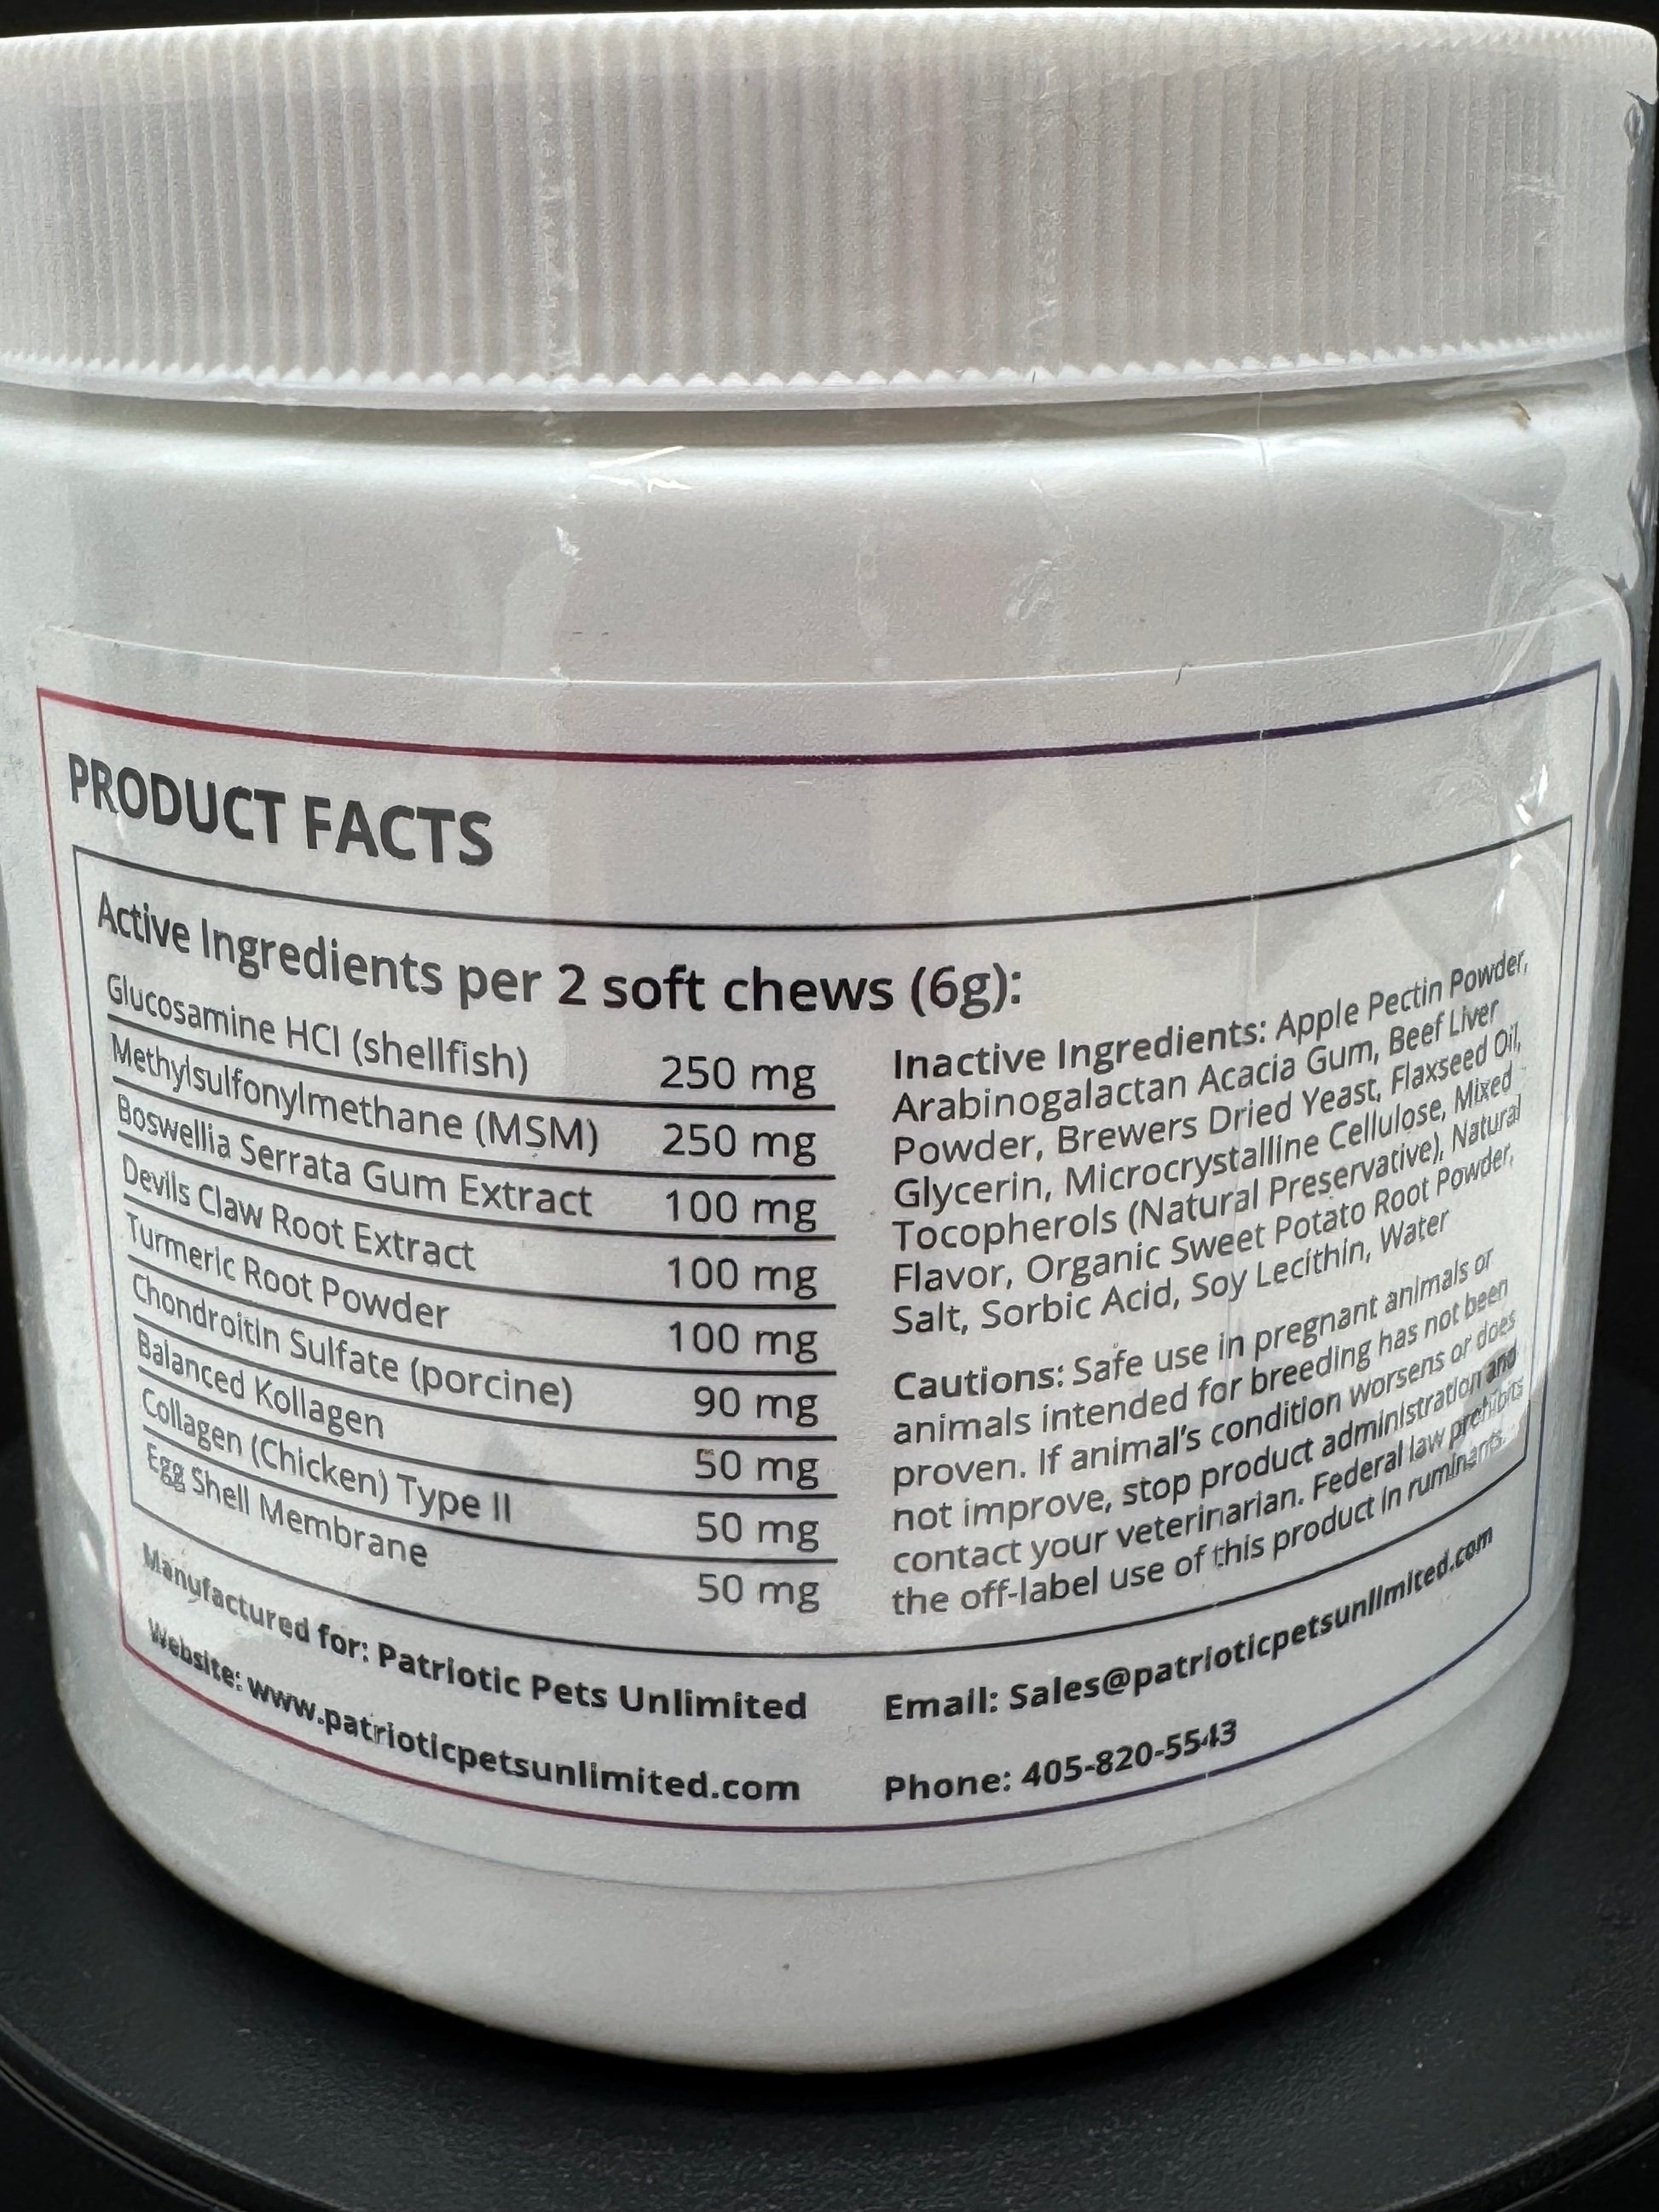 PRODUCT FACTS
Active Ingredients per 2 soft chews (6g):
Glucosamine HCl (shellfish) 250 mg
Methylsulfonylmethane (MSM) 250 mg
Boswellia Serrata Gum Extract 100 mg
Devils Claw Root Extract 100 mg
Turmeric Root Powder 100 mg
Chondroitin Sulfate (porcine) 90 mg
Balanced Kollagen 50 mg
Collagen (Chicken) Type II 50 mg
Egg Shell Membrane 50 mg
Inactive Ingredients: Apple Pectin Powder,
Arabinogalactan Acacia Gum, Beef Liver
Powder, Brewers Dried Yeast, Flaxseed Oil,
Glycerin, Microcrystalline Cellulose, Mixed
Tocopherols (Natural Preservative), Natural
Flavor, Organic Sweet Potato Root Powder,
Salt, Sorbic Acid, Soy Lecithin, Water
Cautions: Safe use in pregnant animals or
animals intended for breeding has not been
proven. If animal's condition worsens or does
not improve, stop product administration and
contact your veterinarian. Federal law prohibits
the off-label use of this product in ruminants.
Manufactured for: Patriotic Pets Unlimited
Website: www.patrioticpetsunlimited.com
Email: Sales@patrioticpetsunlimited.com
Phone: 405-820-5543